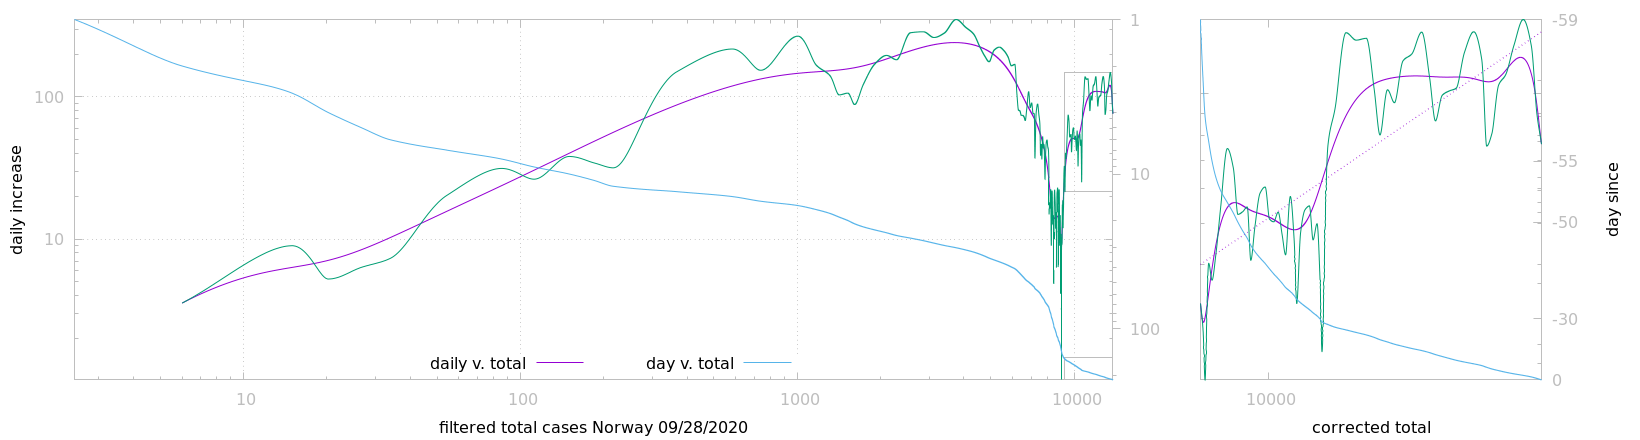 1
-59
100
daily increase
10
-55
-50
day since
10
-30
100
daily v. total
day v. total
0
10
100
1000
10000
10000
filtered total cases Norway 09/28/2020
corrected total